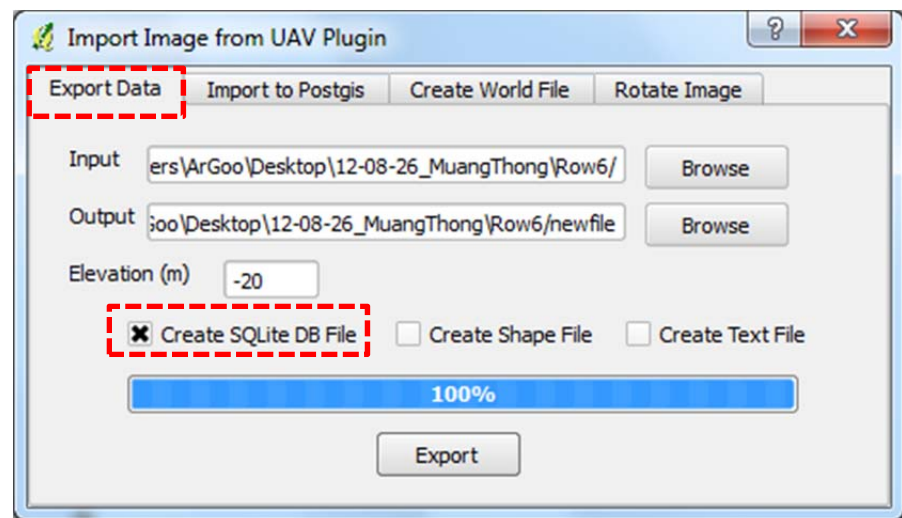 Import Image from UAV Plugin
Export Data Import to Postgis Create World File Rotate Image
Input ers\ArGoo\Desktop\12-08-26_MuangThong\Row6/ Browse
Output Goo\Desktop\12-08-26_MuangThong\Row6/newfile Browse
Elevation (m) -20
Create SQLite DB File Create Shape File Create Text File
100%
Export